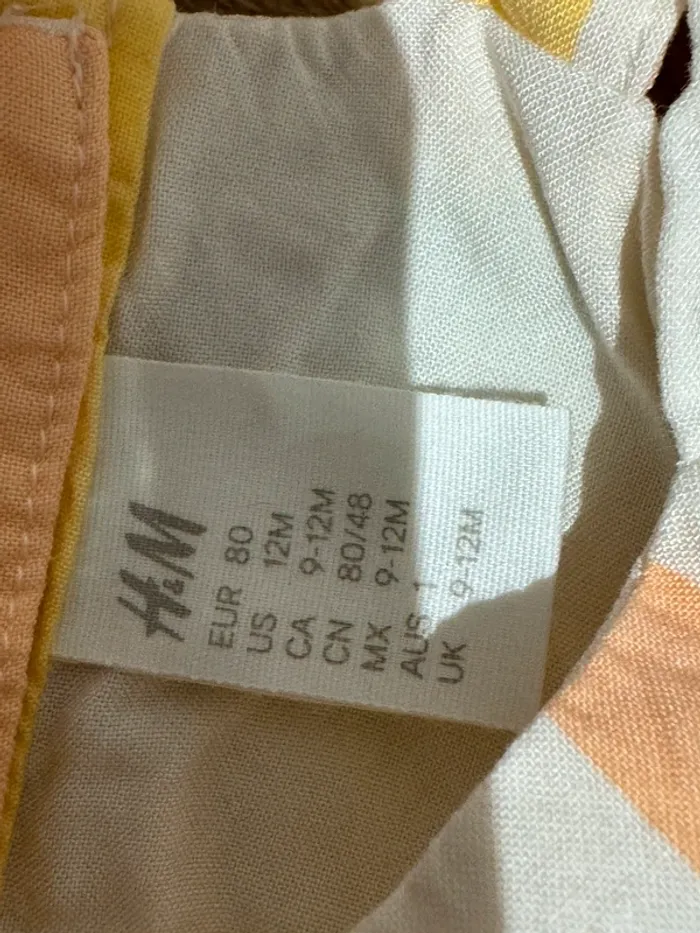 H&M
EUR 80
US 12M
CA 9-12M
CN 80/48
MX 9-12M
AUS 1
UK 9-12M